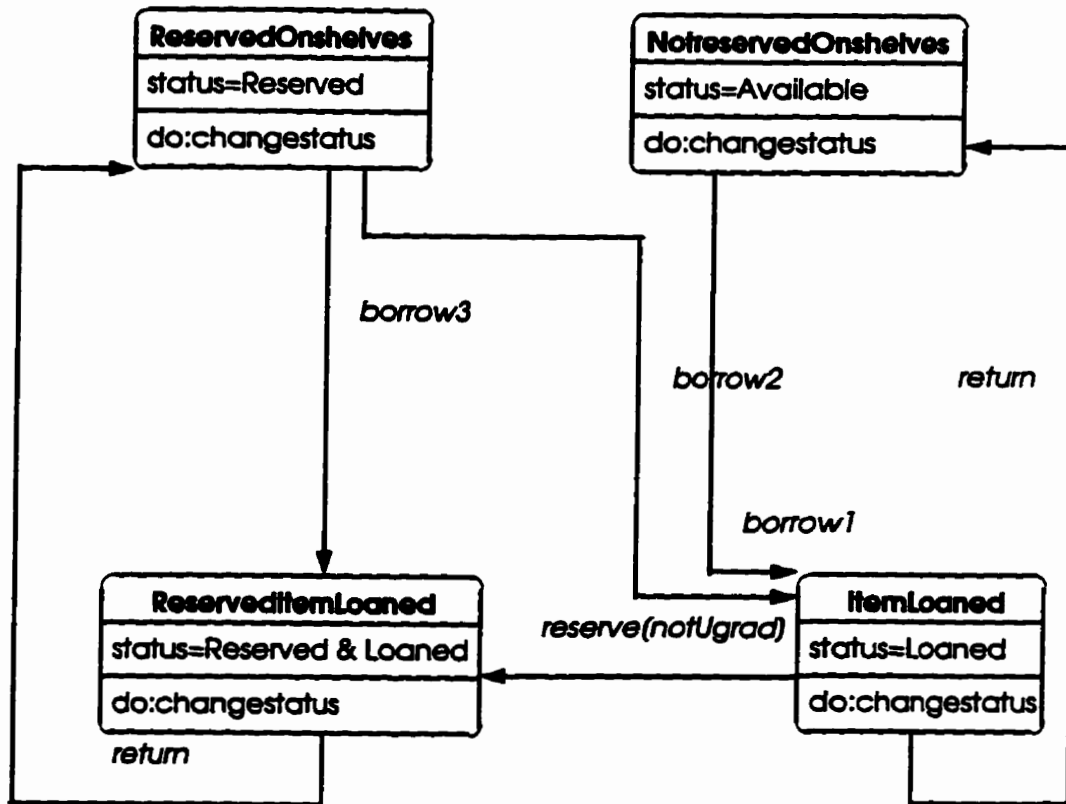 ReservedOnshelves
status=Reserved
do:changestatus
NotreservedOnshelves
status=Available
do:changestatus
borrow3
borrow2
return
borrow1
ReservedItemLoaned
status=Reserved & Loaned
do:changestatus
return
reserve(notUgrad)
ItemLoaned
status=Loaned
do:changestatus